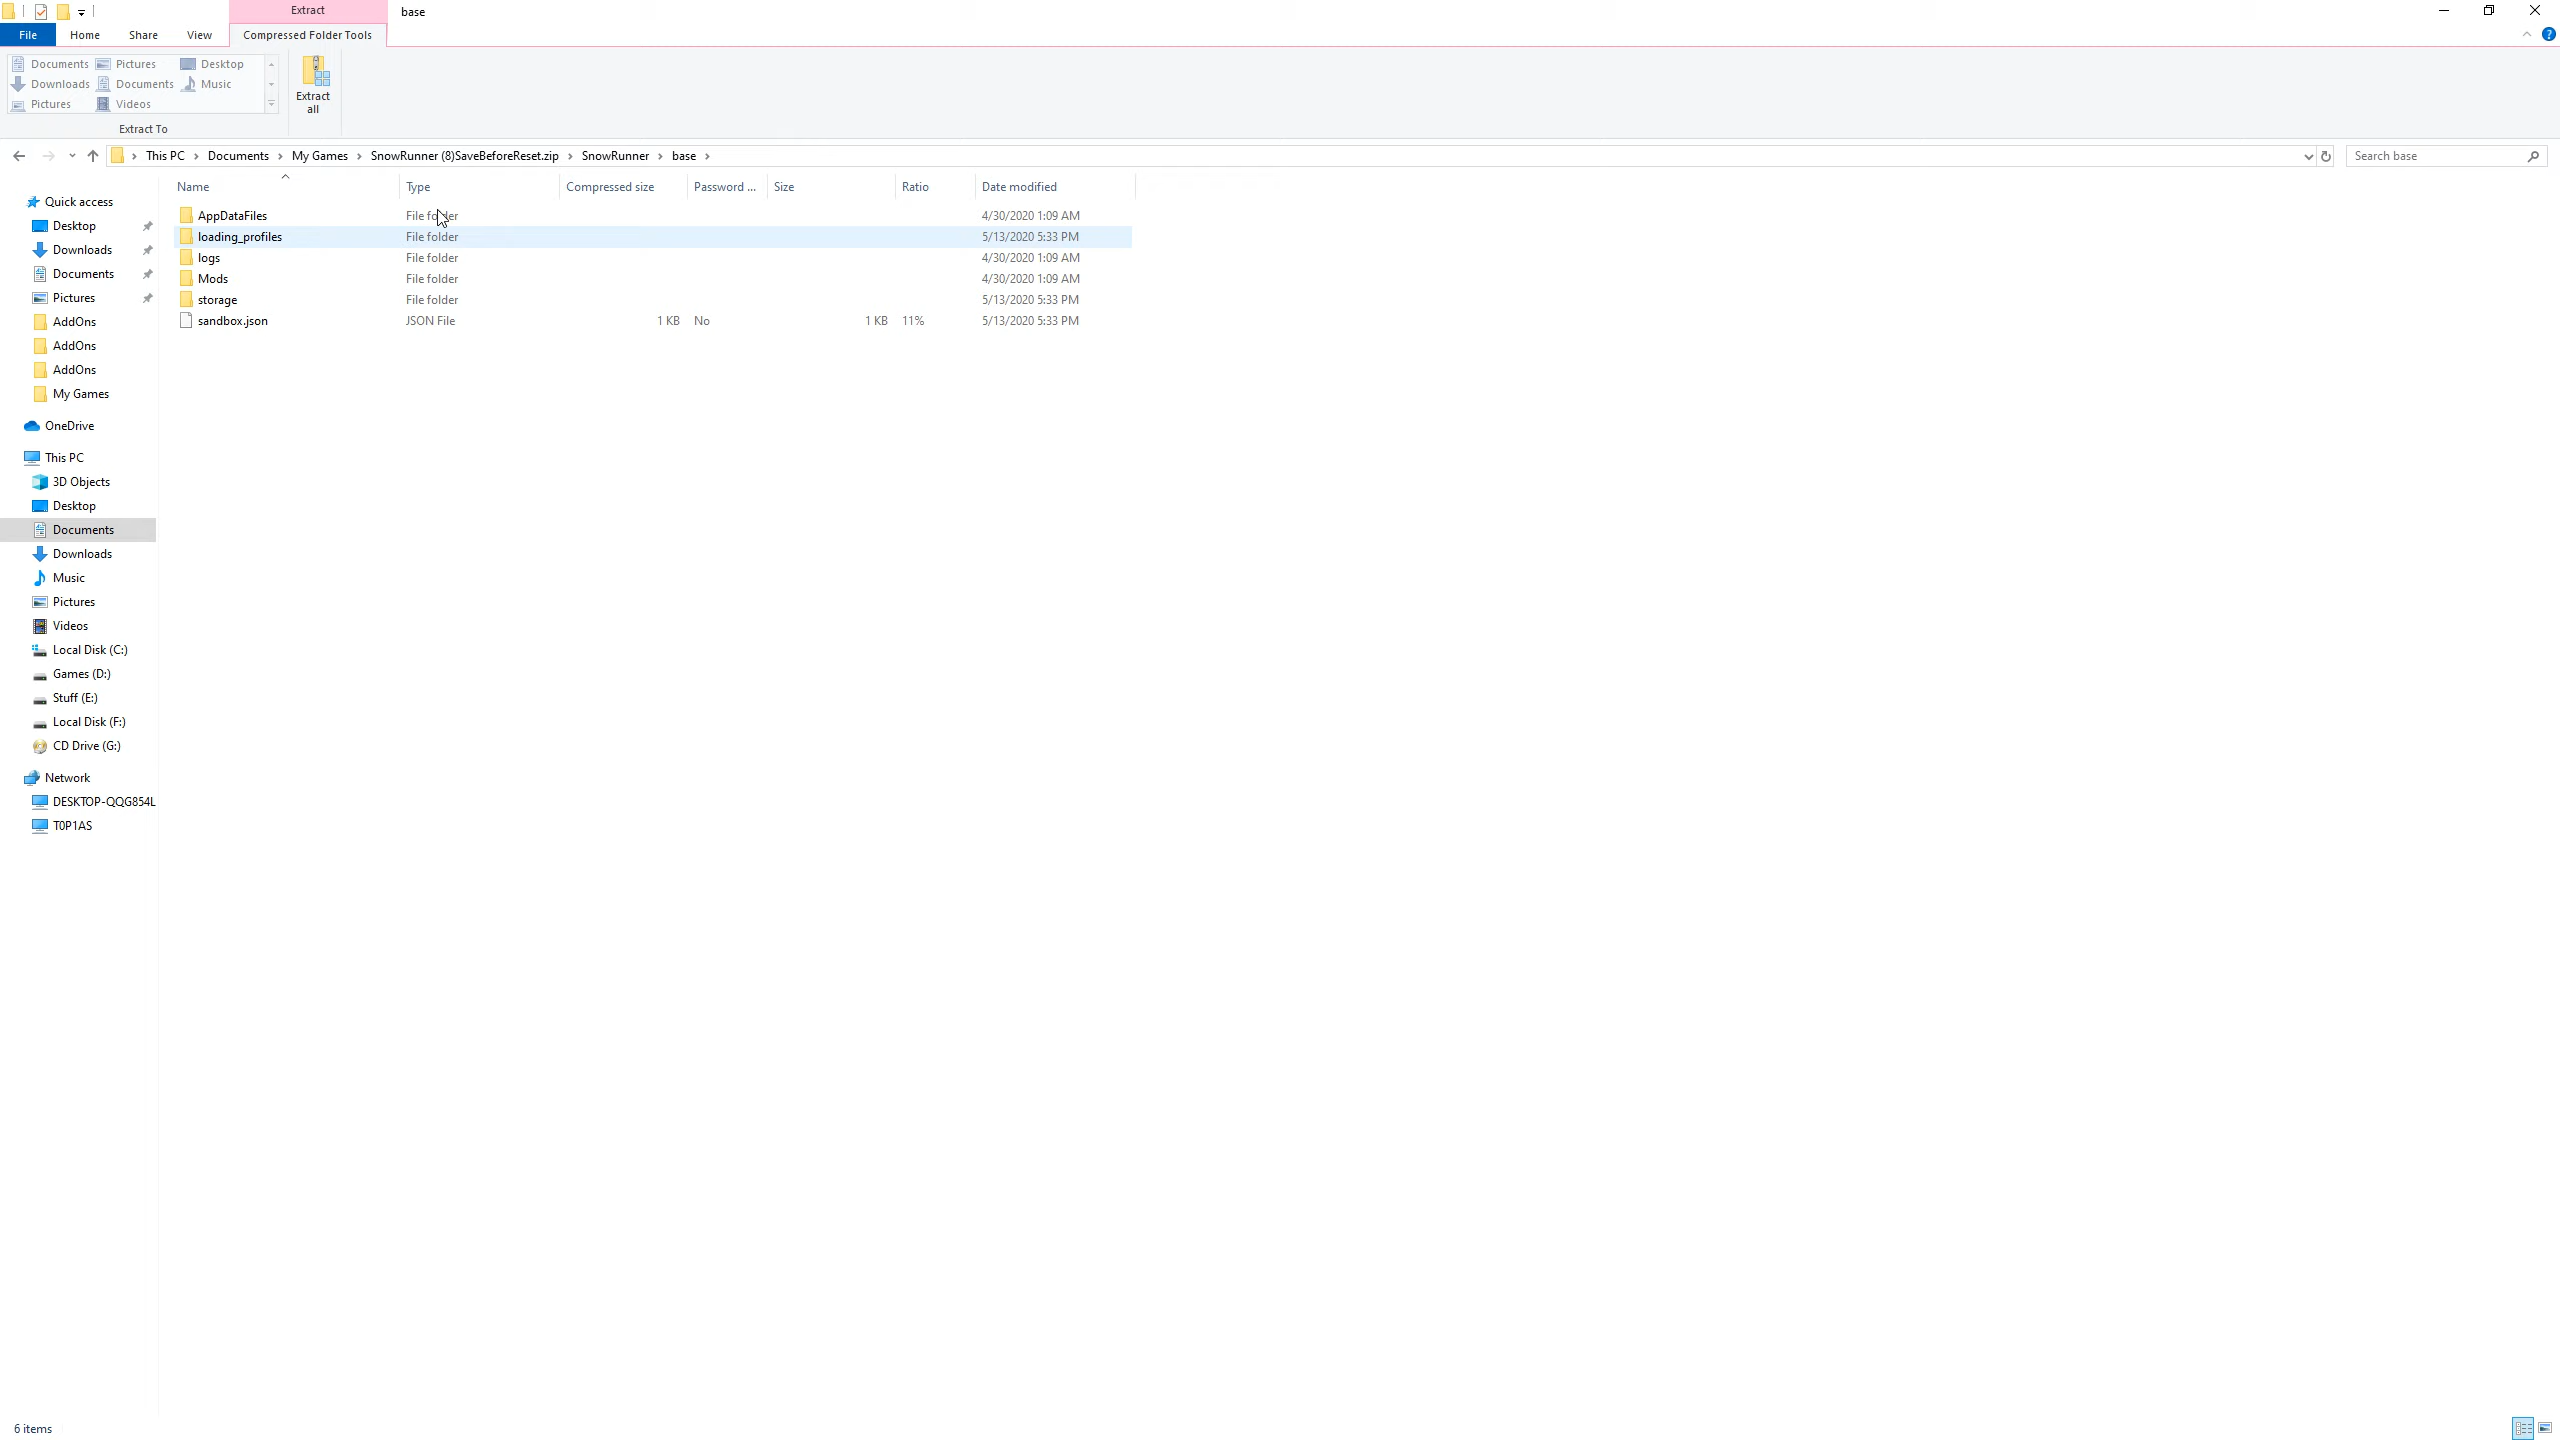 Extract
base
File
Home
Share
View
Compressed Folder Tools
Documents
Pictures
Desktop
Downloads
Documents
Music
Pictures
Videos
Extract To
Extract
all
This PC
Documents
My Games
SnowRunner (8)SaveBeforeReset.zip
SnowRunner
base
Search base
Name
Type
Compressed size
Password ...
Size
Ratio
Date modified
AppDataFiles File folder 4/30/2020 1:09 AM
loading_profiles File folder 5/13/2020 5:33 PM
logs File folder 4/30/2020 1:09 AM
Mods File folder 4/30/2020 1:09 AM
storage File folder 5/13/2020 5:33 PM
sandbox.json JSON File 1 KB No 1 KB 11% 5/13/2020 5:33 PM
Quick access
Desktop
Downloads
Documents
Pictures
AddOns
AddOns
AddOns
My Games
OneDrive
This PC
3D Objects
Desktop
Documents
Downloads
Music
Pictures
Videos
Local Disk (C:)
Games (D:)
Stuff (E:)
Local Disk (F:)
CD Drive (G:)
Network
DESKTOP-QQG854L
T0P1AS
6 items